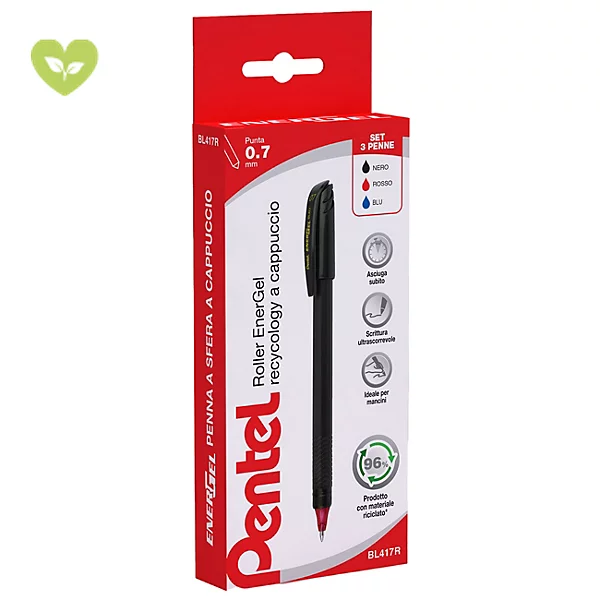 ENERGEL
BL417R
Punta
0.7
mm
SET
3 PENNE
NERO
ROSSO
BLU
Asciuga
subito
Scrittura
ultrascorrevole
Ideale per
mancini
96%
Prodotto
con materiale
riciclato*
BL417R
Pentel
Roller EnerGel
recycology a cappuccio
ENERGEL PENNA A SFERA A CAPPUCCIO